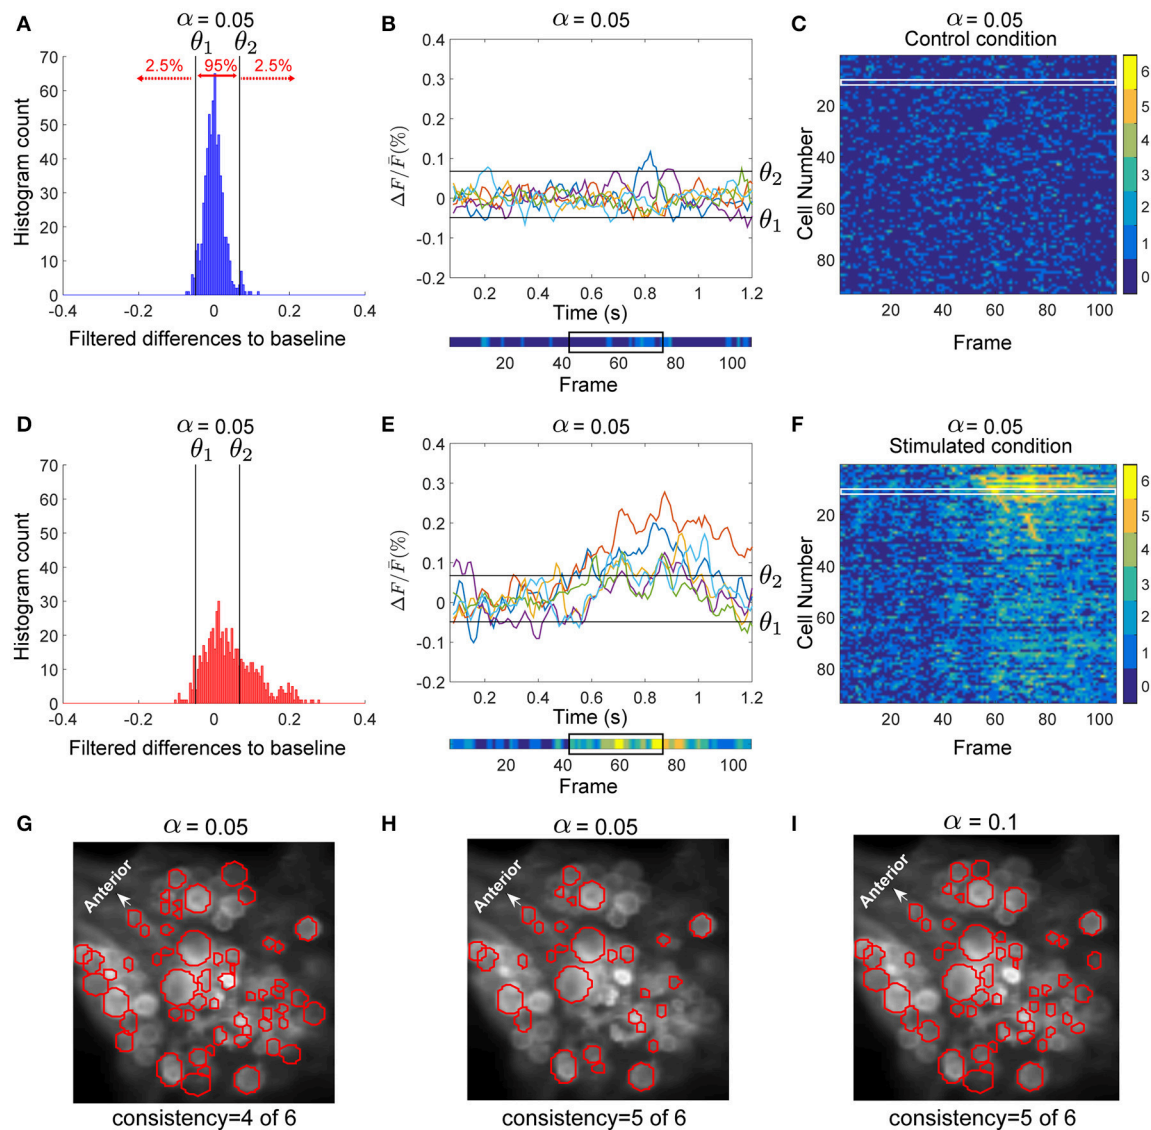 A
α = 0.05
θ1 θ2
2.5% 95% 2.5%
70
60
50
40
30
20
10
0
Histogram count
-0.4 -0.2 0 0.2 0.4
Filtered differences to baseline
B
α = 0.05
0.4
0.3
0.2
0.1
0
-0.1
-0.2
ΔF/F̄(%)
θ2
θ1
0.2 0.4 0.6 0.8 1 1.2
Time (s)
20 40 60 80 100
Frame
C
α = 0.05
Control condition
20
40
60
80
Cell Number
6
5
4
3
2
1
0
20 40 60 80 100
Frame
D
α = 0.05
θ1 θ2
70
60
50
40
30
20
10
0
Histogram count
-0.4 -0.2 0 0.2 0.4
Filtered differences to baseline
E
α = 0.05
0.4
0.3
0.2
0.1
0
-0.1
-0.2
ΔF/F̄(%)
θ2
θ1
0.2 0.4 0.6 0.8 1 1.2
Time (s)
20 40 60 80 100
Frame
F
α = 0.05
Stimulated condition
20
40
60
80
Cell Number
6
5
4
3
2
1
0
20 40 60 80 100
Frame
G
α = 0.05
Anterior
consistency=4 of 6
H
α = 0.05
Anterior
consistency=5 of 6
I
α = 0.1
Anterior
consistency=5 of 6